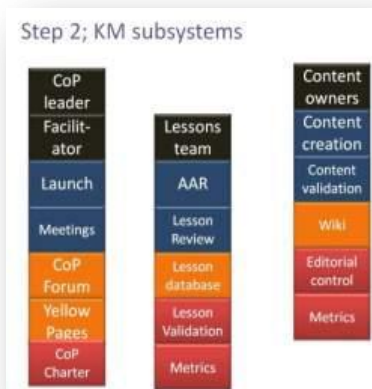 Step 2; KM subsystems
CoP
leader
Facilit-
ator
Launch
Meetings
CoP
Forum
Yellow
Pages
CoP
Charter
Lessons
team
AAR
Lesson
Review
Lesson
database
Lesson
Validation
Metrics
Content
owners
Content
creation
Content
validation
Wiki
Editorial
control
Metrics